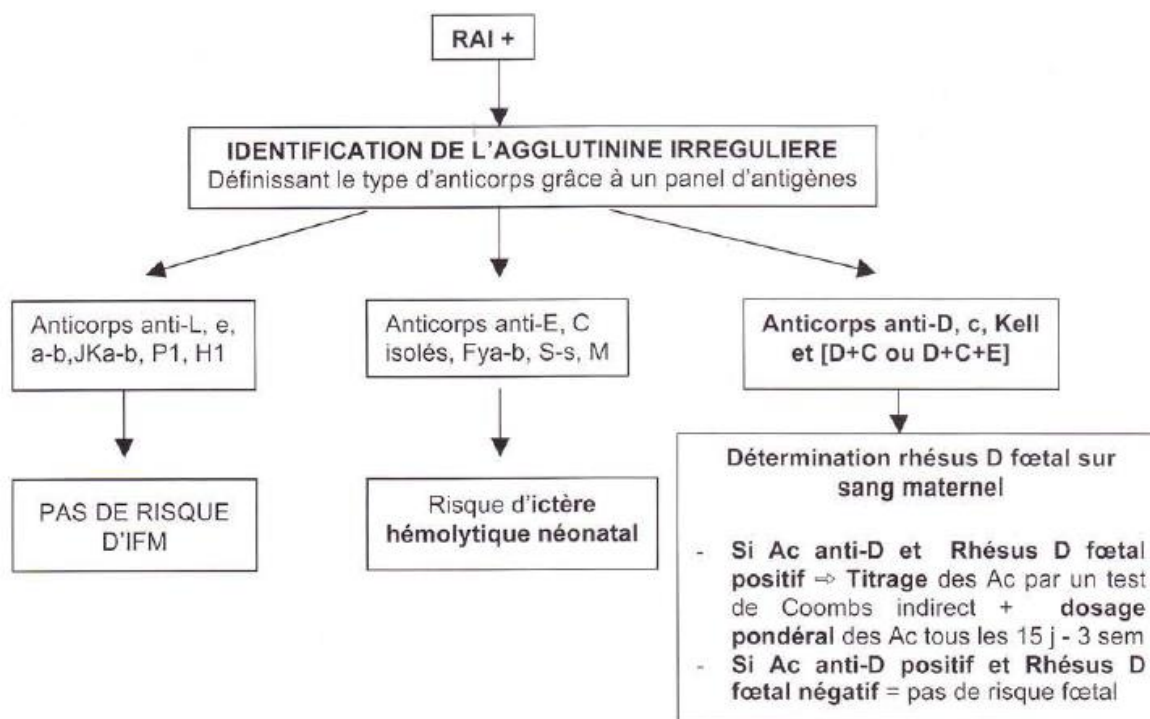 RAI +
IDENTIFICATION DE L'AGGLUTININE IRREGULIERE
Définissant le type d'anticorps grâce à un panel d'antigènes
Anticorps anti-L, e,
a-b,JKa-b, P1, H1
Anticorps anti-E, C
isolés, Fya-b, S-s, M
Anticorps anti-D, c, Kell
et [D+C ou D+C+E]
PAS DE RISQUE
D'IFM
Risque d'ictère
hémolytique néonatal
Détermination rhésus D fœtal sur
sang maternel
- Si Ac anti-D et Rhésus D fœtal
positif ⇨ Titrage des Ac par un test
de Coombs indirect + dosage
pondéral des Ac tous les 15 j - 3 sem
- Si Ac anti-D positif et Rhésus D
fœtal négatif = pas de risque fœtal